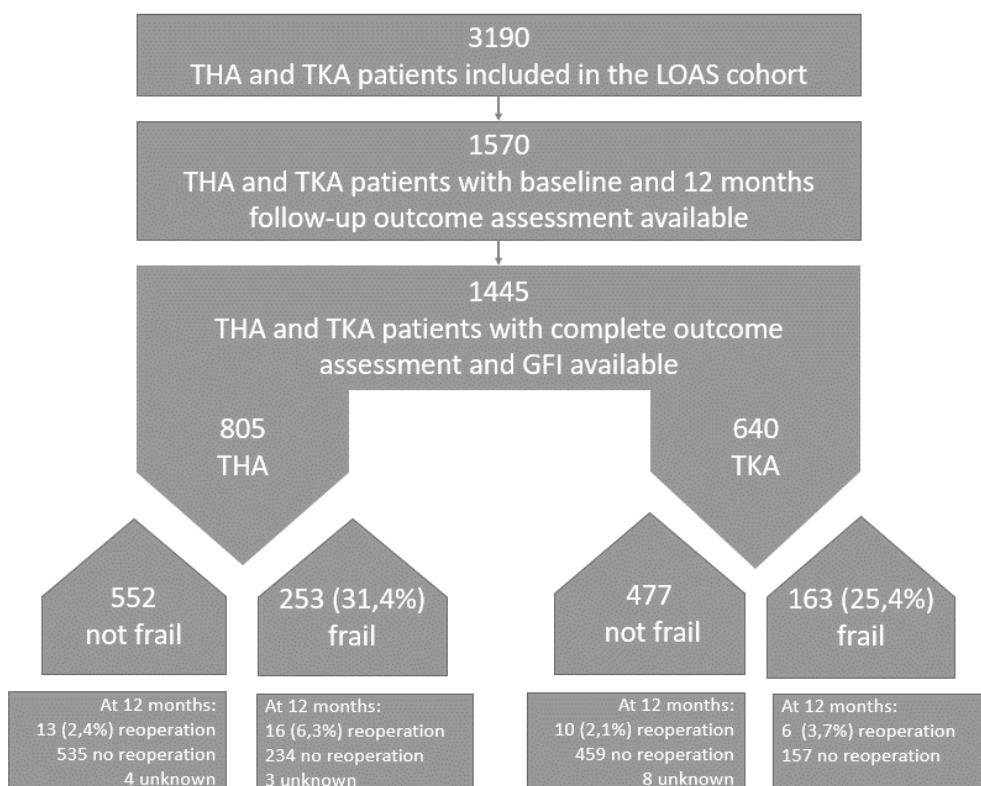 3190
THA and TKA patients included in the LOAS cohort
1570
THA and TKA patients with baseline and 12 months
follow-up outcome assessment available
1445
THA and TKA patients with complete outcome
assessment and GFI available
805
THA
640
TKA
552
not frail
253 (31,4%)
frail
477
not frail
163 (25,4%)
frail
At 12 months:
13 (2,4%) reoperation
535 no reoperation
4 unknown
At 12 months:
16 (6,3%) reoperation
234 no reoperation
3 unknown
At 12 months:
10 (2,1%) reoperation
459 no reoperation
8 unknown
At 12 months:
6 (3,7%) reoperation
157 no reoperation